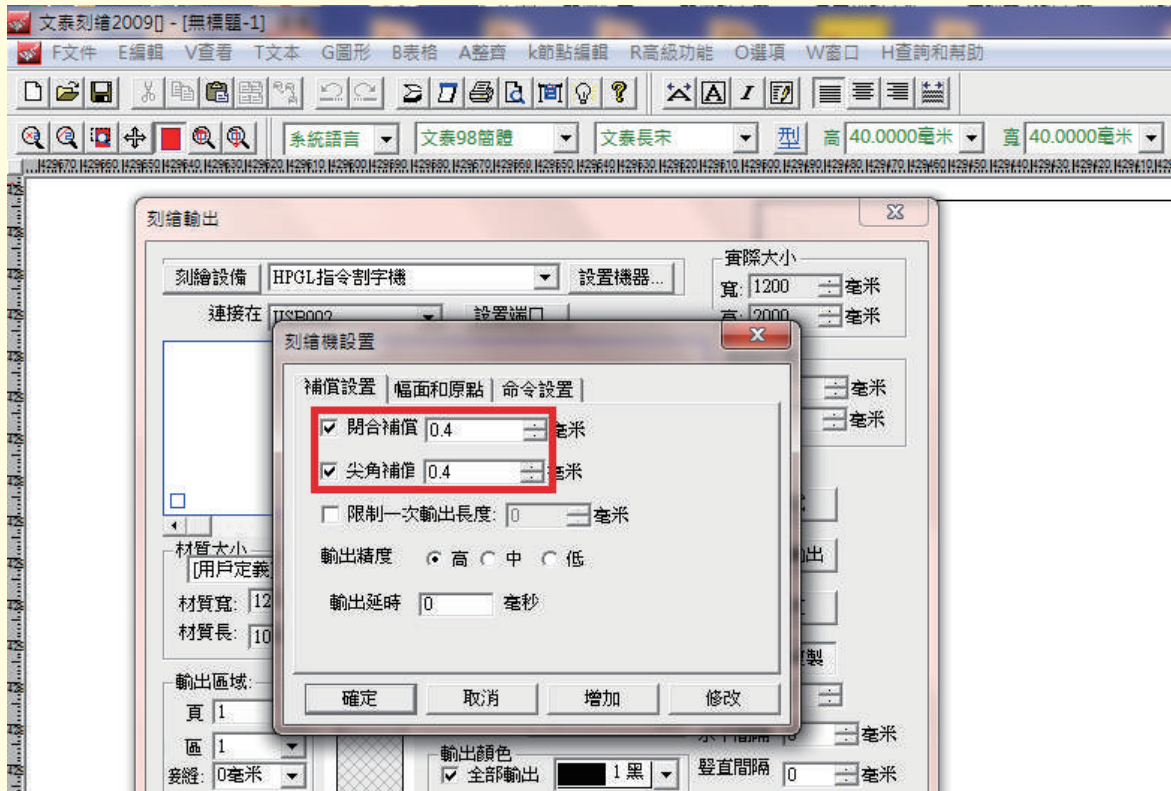 文泰刻繪2009[] - [無標題-1]
F文件 E編輯 V查看 T文本 G圖形 B表格 A整齊 k節點編輯 R高級功能 O選項 W窗口 H查詢和幫助
系統語言 文泰98簡體 文泰長宋 型 高 40.0000毫米 寬 40.0000毫米
刻繪輸出
刻繪設備 HPGL指令割字機 設置機器...
實際大小
寬: 1200 毫米
連接在 USB002 設置端口
高: 2000 毫米
刻繪機設置
補償設置 幅面和原點 命令設置
毫米
閉合補償 0.4 毫米
毫米
尖角補償 0.4 毫米
限制一次輸出長度: 0 毫米
輸出精度 高 中 低
出
材質大小
[用戶定義
輸出延時 0 毫秒
材質寬: 12
材質長: 10
製
輸出區域:
確定 取消 增加 修改
頁 1
水平間隔 0 毫米
區 1
輸出顏色
全部輸出 1黑
豎直間隔 0 毫米
接縫: 0毫米